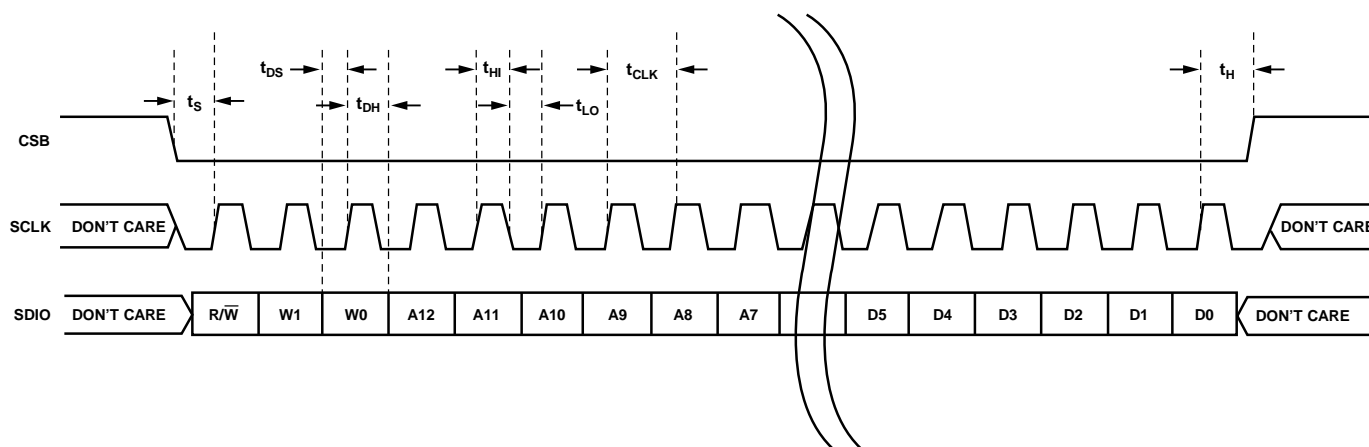 tDS
tHI
tCLK
tH
tS
tDH
tLO
CSB
SCLK DON'T CARE DON'T CARE
SDIO DON'T CARE R/W̅ W1 W0 A12 A11 A10 A9 A8 A7 D5 D4 D3 D2 D1 D0 DON'T CARE